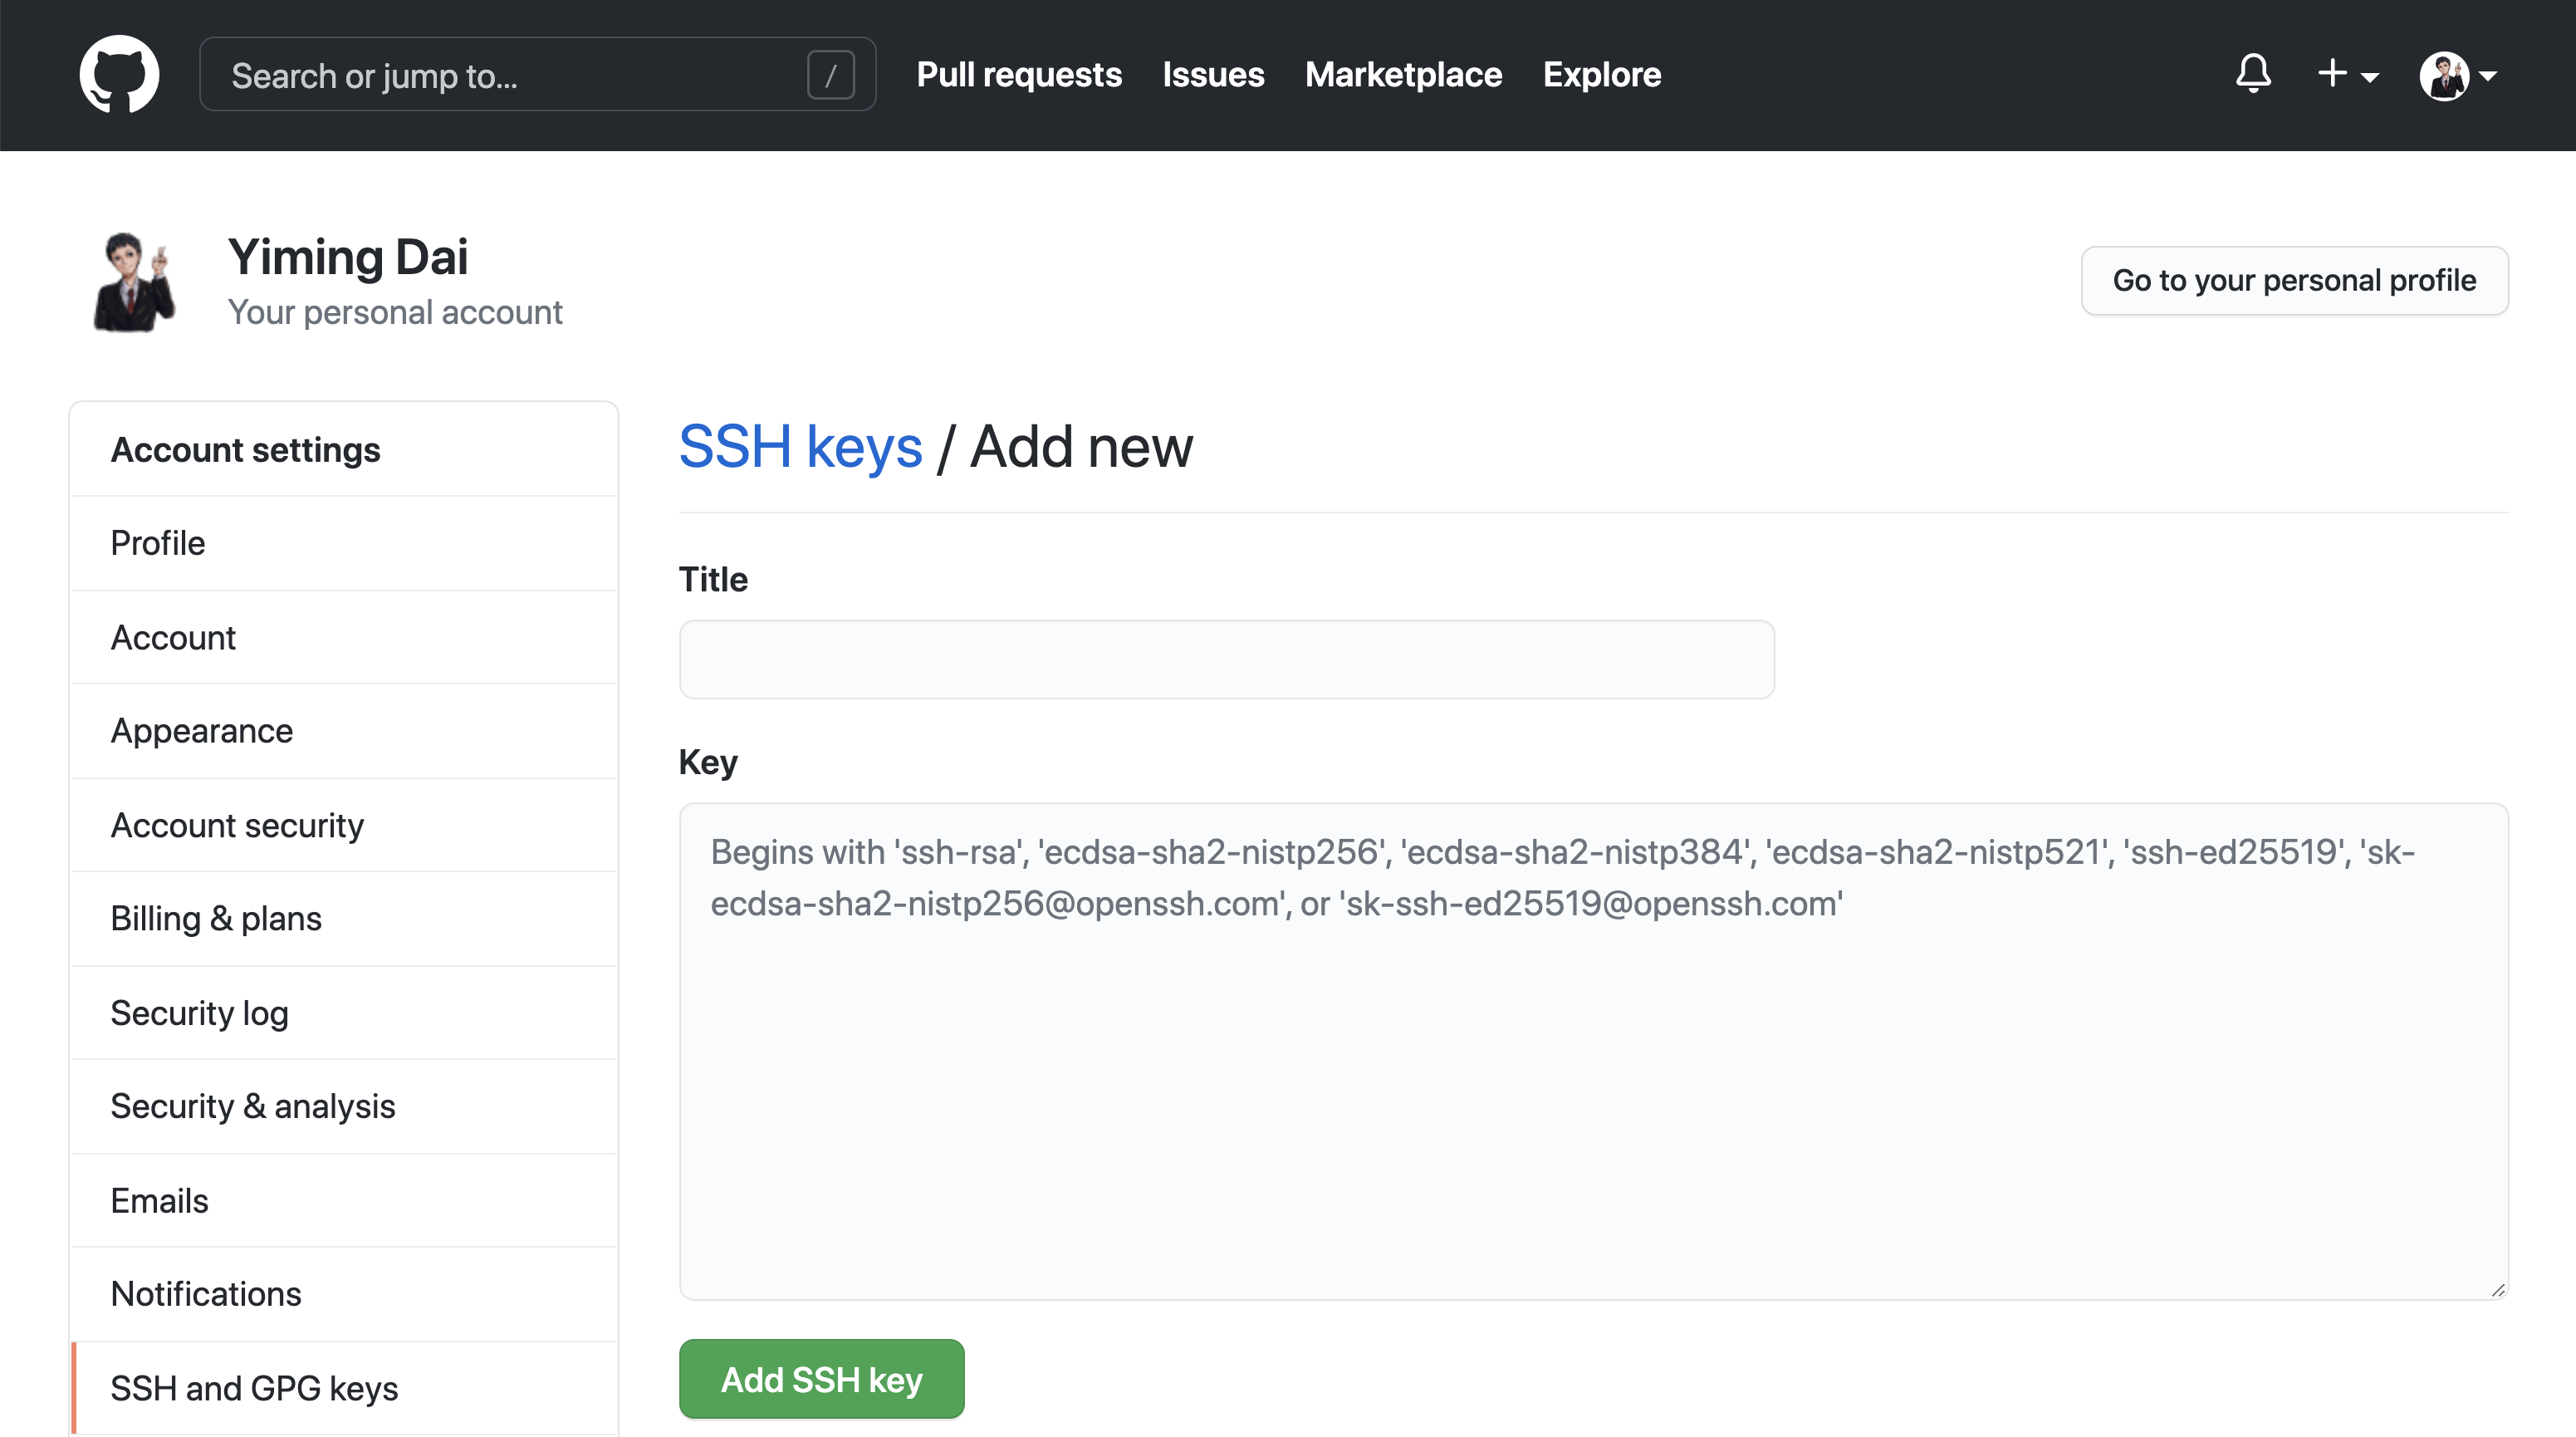 Search or jump to... /
Pull requests Issues Marketplace Explore
Yiming Dai
Your personal account
Go to your personal profile
Account settings
Profile
Account
Appearance
Account security
Billing & plans
Security log
Security & analysis
Emails
Notifications
SSH and GPG keys
SSH keys / Add new
Title
Key
Begins with 'ssh-rsa', 'ecdsa-sha2-nistp256', 'ecdsa-sha2-nistp384', 'ecdsa-sha2-nistp521', 'ssh-ed25519', 'sk-
ecdsa-sha2-nistp256@openssh.com', or 'sk-ssh-ed25519@openssh.com'
Add SSH key